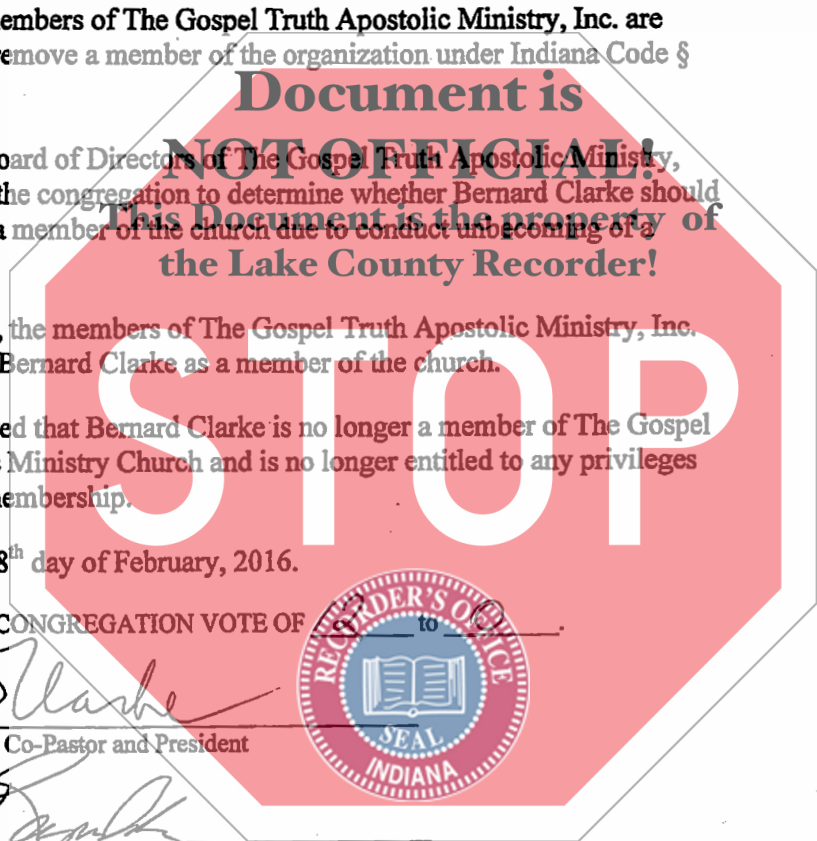 embers of The Gospel Truth Apostolic Ministry, Inc. are
emove a member of the organization under Indiana Code §
Document is
NOT OFFICIAL!
oard of Directors of The Gospel Truth Apostolic Ministry,
the congregation to determine whether Bernard Clarke should
This Document is the property of
a member of the church due to conduct unbecoming of a
the Lake County Recorder!
, the members of The Gospel Truth Apostolic Ministry, Inc.
Bernard Clarke as a member of the church.
STOP
ed that Bernard Clarke is no longer a member of The Gospel
Ministry Church and is no longer entitled to any privileges
embership.
8th day of February, 2016.
CONGREGATION VOTE OF to 0.
RECORDER'S OFFICE
SEAL
INDIANA
Clarke
Co-Pastor and President